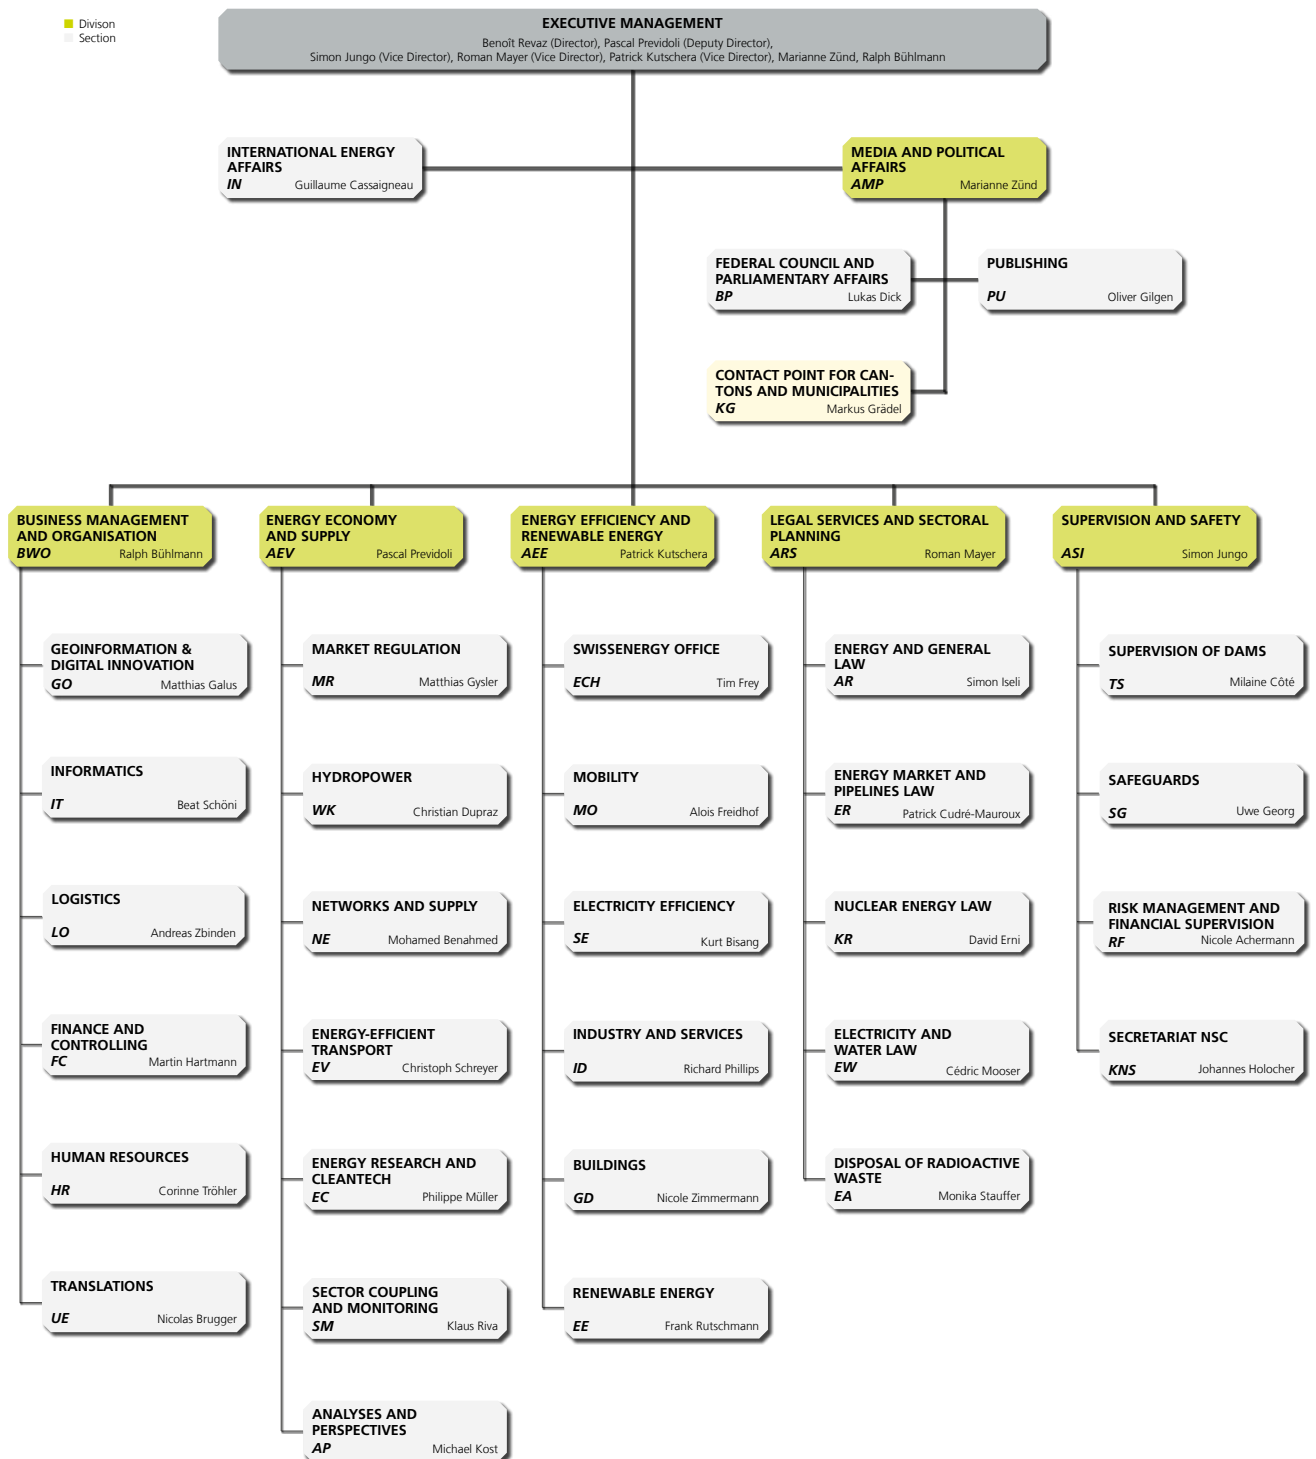 Divison
Section
EXECUTIVE MANAGEMENT
Benoît Revaz (Director), Pascal Previdoli (Deputy Director),
Simon Jungo (Vice Director), Roman Mayer (Vice Director), Patrick Kutschera (Vice Director), Marianne Zünd, Ralph Bühlmann
INTERNATIONAL ENERGY
AFFAIRS
IN Guillaume Cassaigneau
MEDIA AND POLITICAL
AFFAIRS
AMP Marianne Zünd
FEDERAL COUNCIL AND
PARLIAMENTARY AFFAIRS
BP Lukas Dick
PUBLISHING
PU Oliver Gilgen
CONTACT POINT FOR CAN-
TONS AND MUNICIPALITIES
KG Markus Grädel
BUSINESS MANAGEMENT
AND ORGANISATION
BWO Ralph Bühlmann
GEOINFORMATION &
DIGITAL INNOVATION
GO Matthias Galus
INFORMATICS
IT Beat Schöni
LOGISTICS
LO Andreas Zbinden
FINANCE AND
CONTROLLING
FC Martin Hartmann
HUMAN RESOURCES
HR Corinne Tröhler
TRANSLATIONS
UE Nicolas Brugger
ENERGY ECONOMY
AND SUPPLY
AEV Pascal Previdoli
MARKET REGULATION
MR Matthias Gysler
HYDROPOWER
WK Christian Dupraz
NETWORKS AND SUPPLY
NE Mohamed Benahmed
ENERGY-EFFICIENT
TRANSPORT
EV Christoph Schreyer
ENERGY RESEARCH AND
CLEANTECH
EC Philippe Müller
SECTOR COUPLING
AND MONITORING
SM Klaus Riva
ANALYSES AND
PERSPECTIVES
AP Michael Kost
ENERGY EFFICIENCY AND
RENEWABLE ENERGY
AEE Patrick Kutschera
SWISSENERGY OFFICE
ECH Tim Frey
MOBILITY
MO Alois Freidhof
ELECTRICITY EFFICIENCY
SE Kurt Bisang
INDUSTRY AND SERVICES
ID Richard Phillips
BUILDINGS
GD Nicole Zimmermann
RENEWABLE ENERGY
EE Frank Rutschmann
LEGAL SERVICES AND SECTORAL
PLANNING
ARS Roman Mayer
ENERGY AND GENERAL
LAW
AR Simon Iseli
ENERGY MARKET AND
PIPELINES LAW
ER Patrick Cudré-Mauroux
NUCLEAR ENERGY LAW
KR David Erni
ELECTRICITY AND
WATER LAW
EW Cédric Mooser
DISPOSAL OF RADIOACTIVE
WASTE
EA Monika Stauffer
SUPERVISION AND SAFETY
ASI Simon Jungo
SUPERVISION OF DAMS
TS Milaine Côté
SAFEGUARDS
SG Uwe Georg
RISK MANAGEMENT AND
FINANCIAL SUPERVISION
RF Nicole Achermann
SECRETARIAT NSC
KNS Johannes Holocher